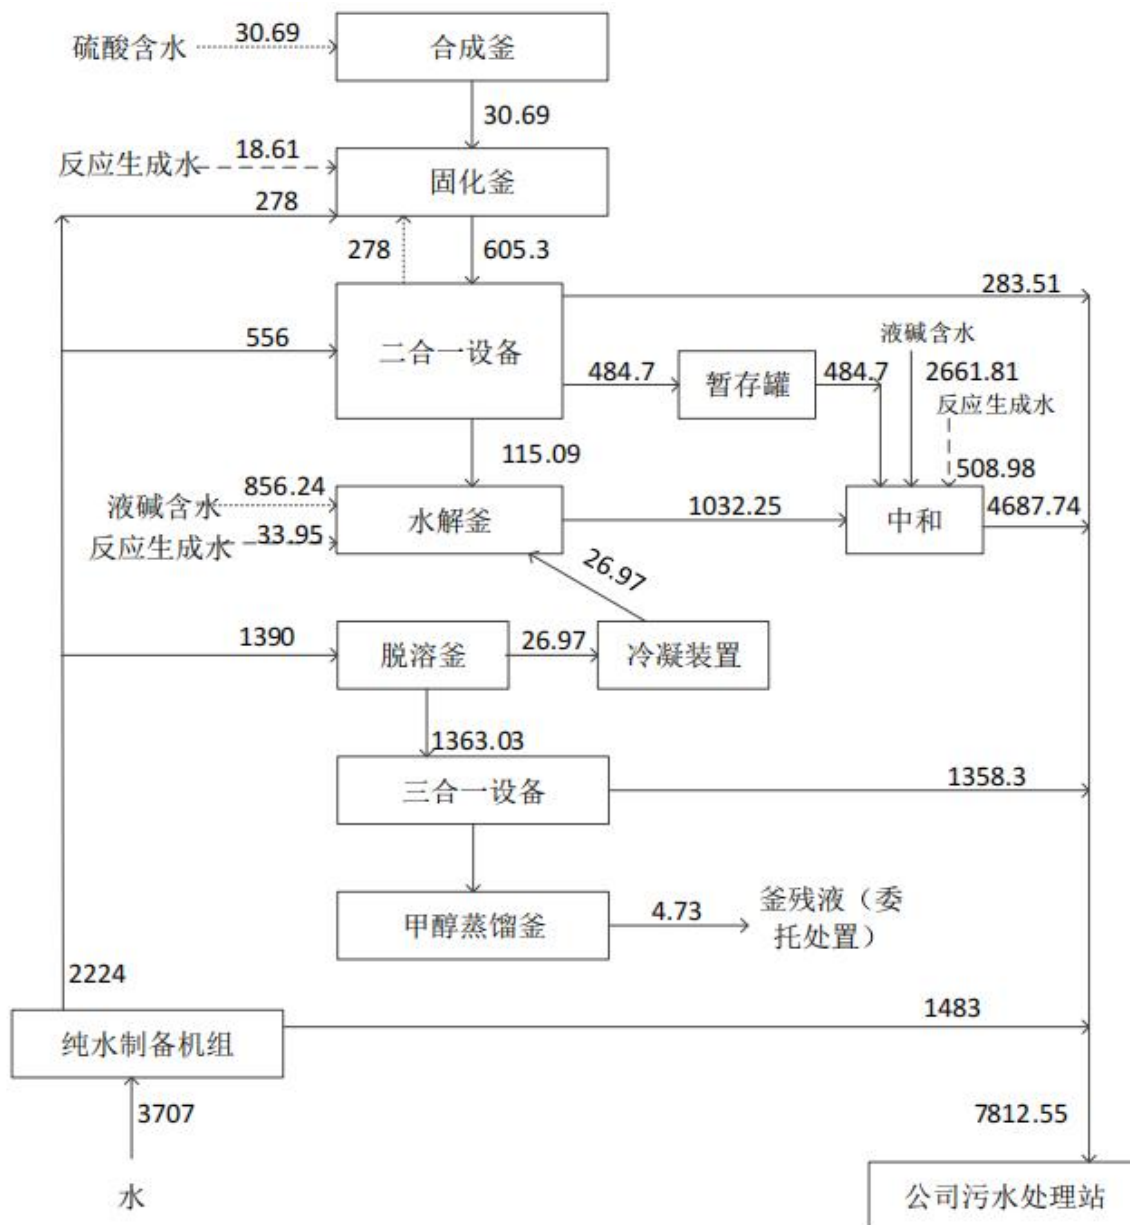 硫酸含水
30.69
合成釜
30.69
反应生成水
18.61
固化釜
278
278
605.3
283.51
556
二合一设备
484.7
暂存罐
484.7
液碱含水
2661.81
反应生成水
508.98
115.09
液碱含水
856.24
水解釜
1032.25
中和
4687.74
反应生成水
33.95
26.97
1390
脱溶釜
26.97
冷凝装置
1363.03
三合一设备
1358.3
甲醇蒸馏釜
4.73
釜残液（委
托处置）
2224
纯水制备机组
1483
3707
7812.55
水
公司污水处理站